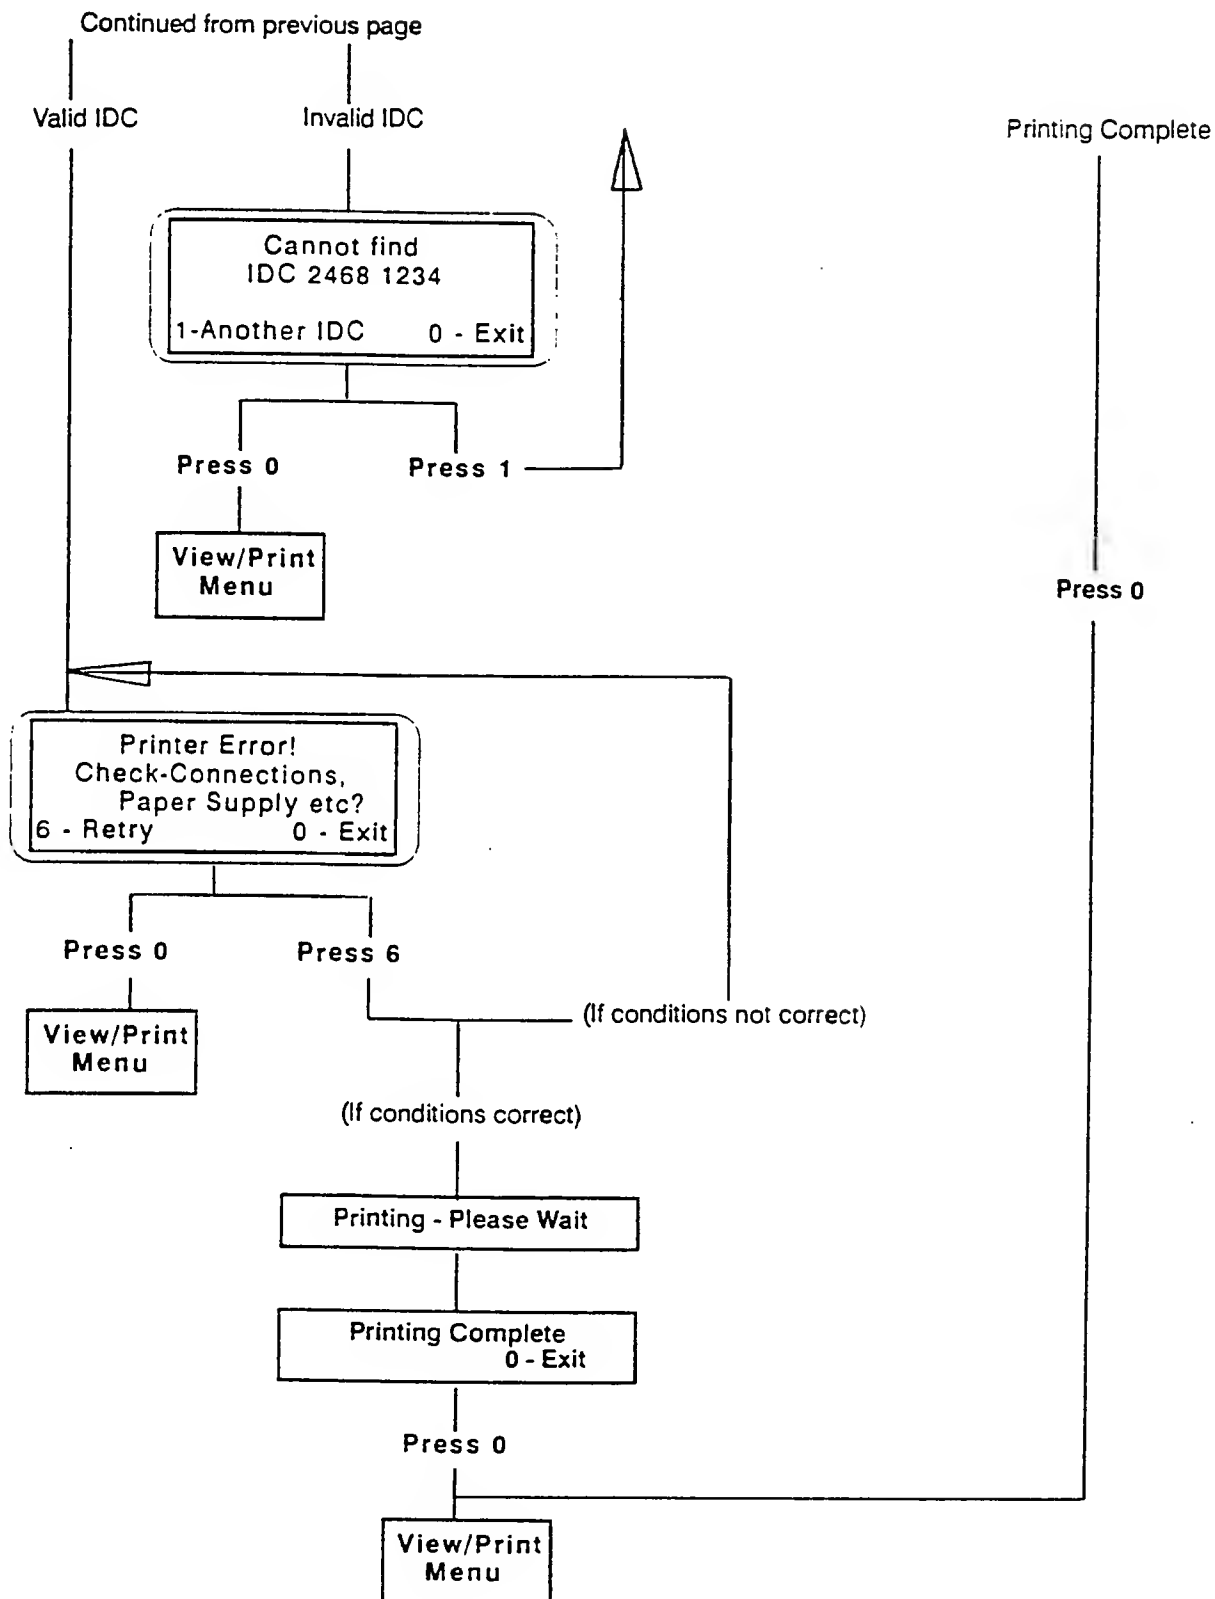 Continued from previous page
Valid IDC
Invalid IDC
Printing Complete
Cannot find
IDC 2468 1234
1-Another IDC 0 - Exit
Press 0
Press 1
View/Print
Menu
Press 0
Printer Error!
Check-Connections,
Paper Supply etc?
6 - Retry 0 - Exit
Press 0
Press 6
View/Print
Menu
(If conditions not correct)
(If conditions correct)
Printing - Please Wait
Printing Complete
0 - Exit
Press 0
View/Print
Menu